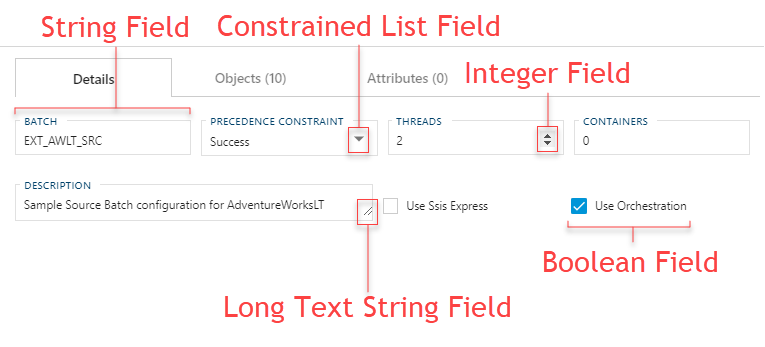 String Field
Constrained List Field
Integer Field
Details
Objects (10)
Attributes (0)
BATCH
EXT_AWLT_SRC
PRECEDENCE CONSTRAINT
Success
THREADS
2
CONTAINERS
0
DESCRIPTION
Sample Source Batch configuration for AdventureWorksLT
Use Ssis Express
Use Orchestration
Boolean Field
Long Text String Field